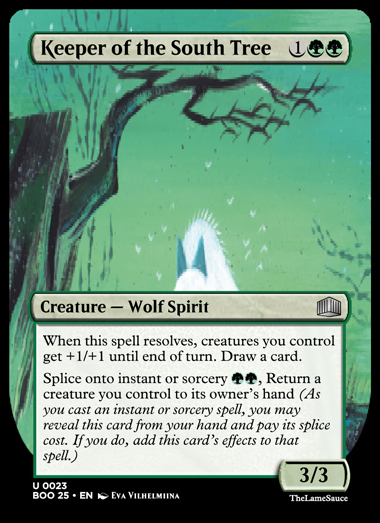 Keeper of the South Tree 1
Creature — Wolf Spirit
When this spell resolves, creatures you control
get +1/+1 until end of turn. Draw a card.
Splice onto instant or sorcery , Return a
creature you control to its owner's hand (As
you cast an instant or sorcery spell, you may
reveal this card from your hand and pay its splice
cost. If you do, add this card's effects to that
spell.)
3/3
U 0023
BOO 25 • EN Eva Vilhelmiina
TheLameSauce